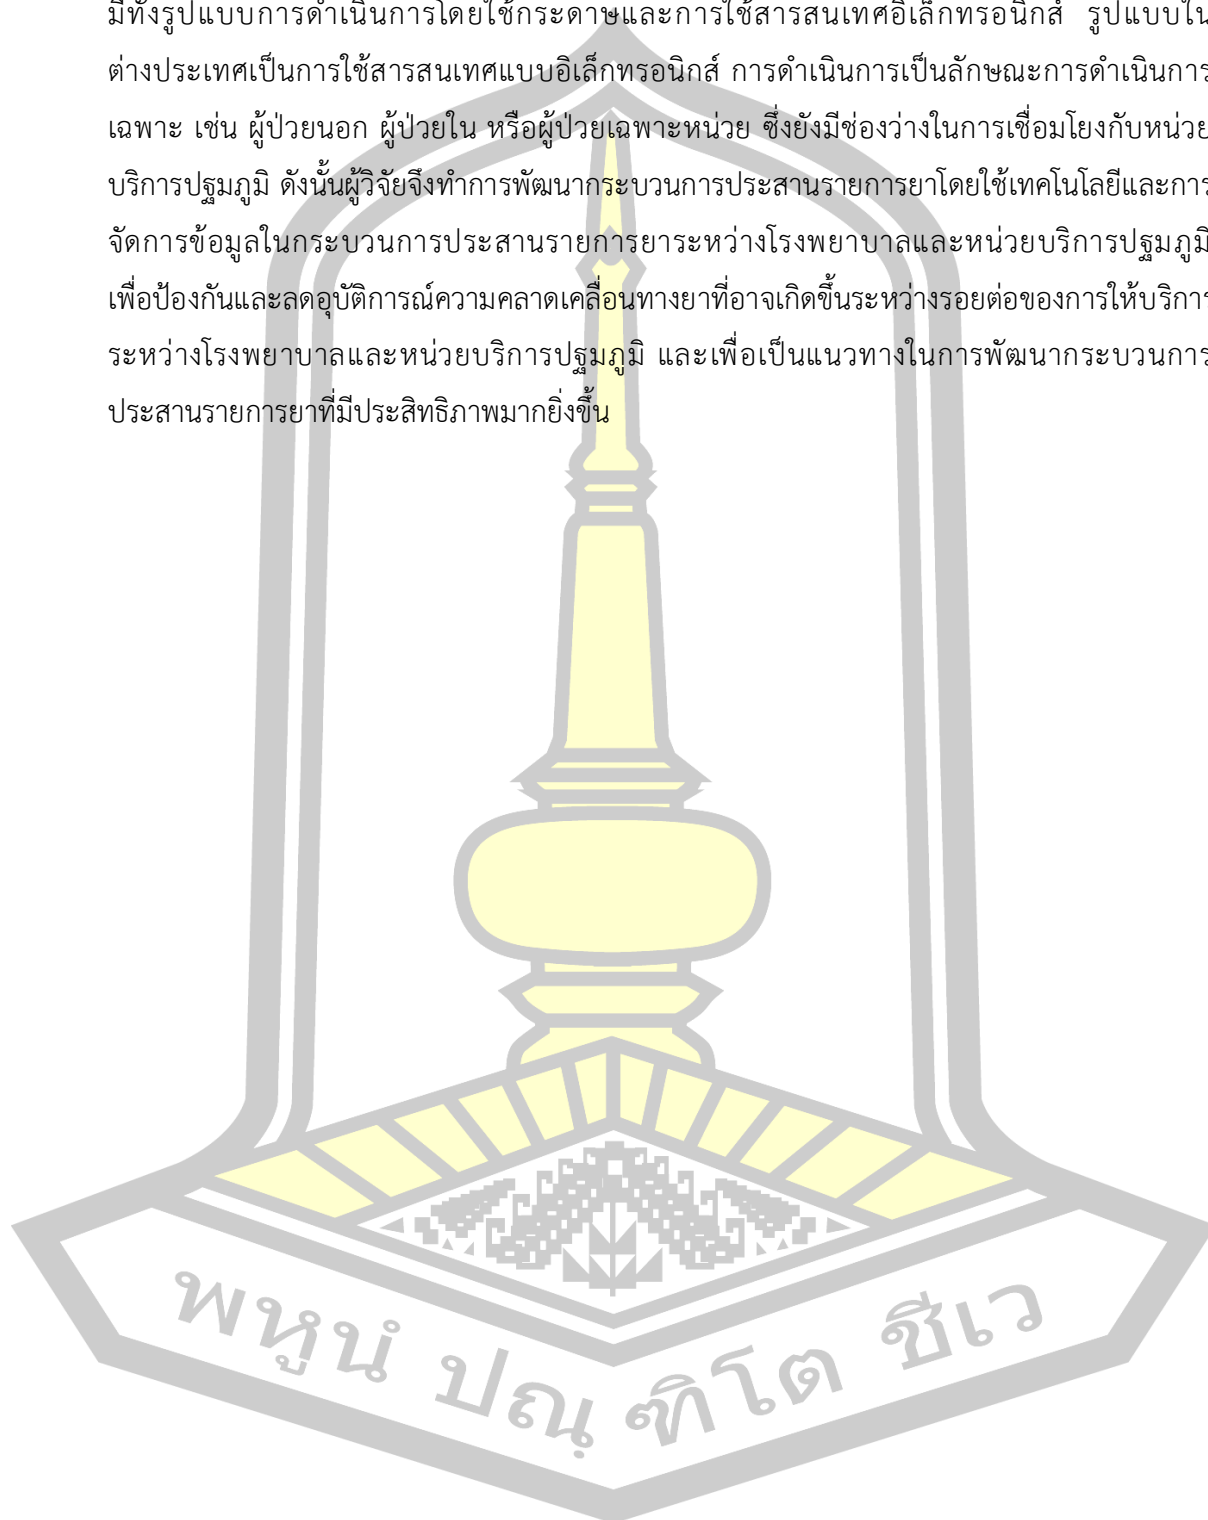 มีทั้งรูปแบบการดำเนินการโดยใช้กระดาษและการใช้สารสนเทศอิเล็กทรอนิกส์ รูปแบบใน
ต่างประเทศเป็นการใช้สารสนเทศแบบอิเล็กทรอนิกส์ การดำเนินการเป็นลักษณะการดำเนินการ
เฉพาะ เช่น ผู้ป่วยนอก ผู้ป่วยใน หรือผู้ป่วยเฉพาะหน่วย ซึ่งยังมีช่องว่างในการเชื่อมโยงกับหน่วย
บริการปฐมภูมิ ดังนั้นผู้วิจัยจึงทำการพัฒนากระบวนการประสานรายการยาโดยใช้เทคโนโลยีและการ
จัดการข้อมูลในกระบวนการประสานรายการยาระหว่างโรงพยาบาลและหน่วยบริการปฐมภูมิ
เพื่อป้องกันและลดอุบัติการณ์ความคลาดเคลื่อนทางยาที่อาจเกิดขึ้นระหว่างรอยต่อของการให้บริการ
ระหว่างโรงพยาบาลและหน่วยบริการปฐมภูมิ และเพื่อเป็นแนวทางในการพัฒนากระบวนการ
ประสานรายการยาที่มีประสิทธิภาพมากยิ่งขึ้น
พหูนํ ปณฺ ฑิโต ชีเว